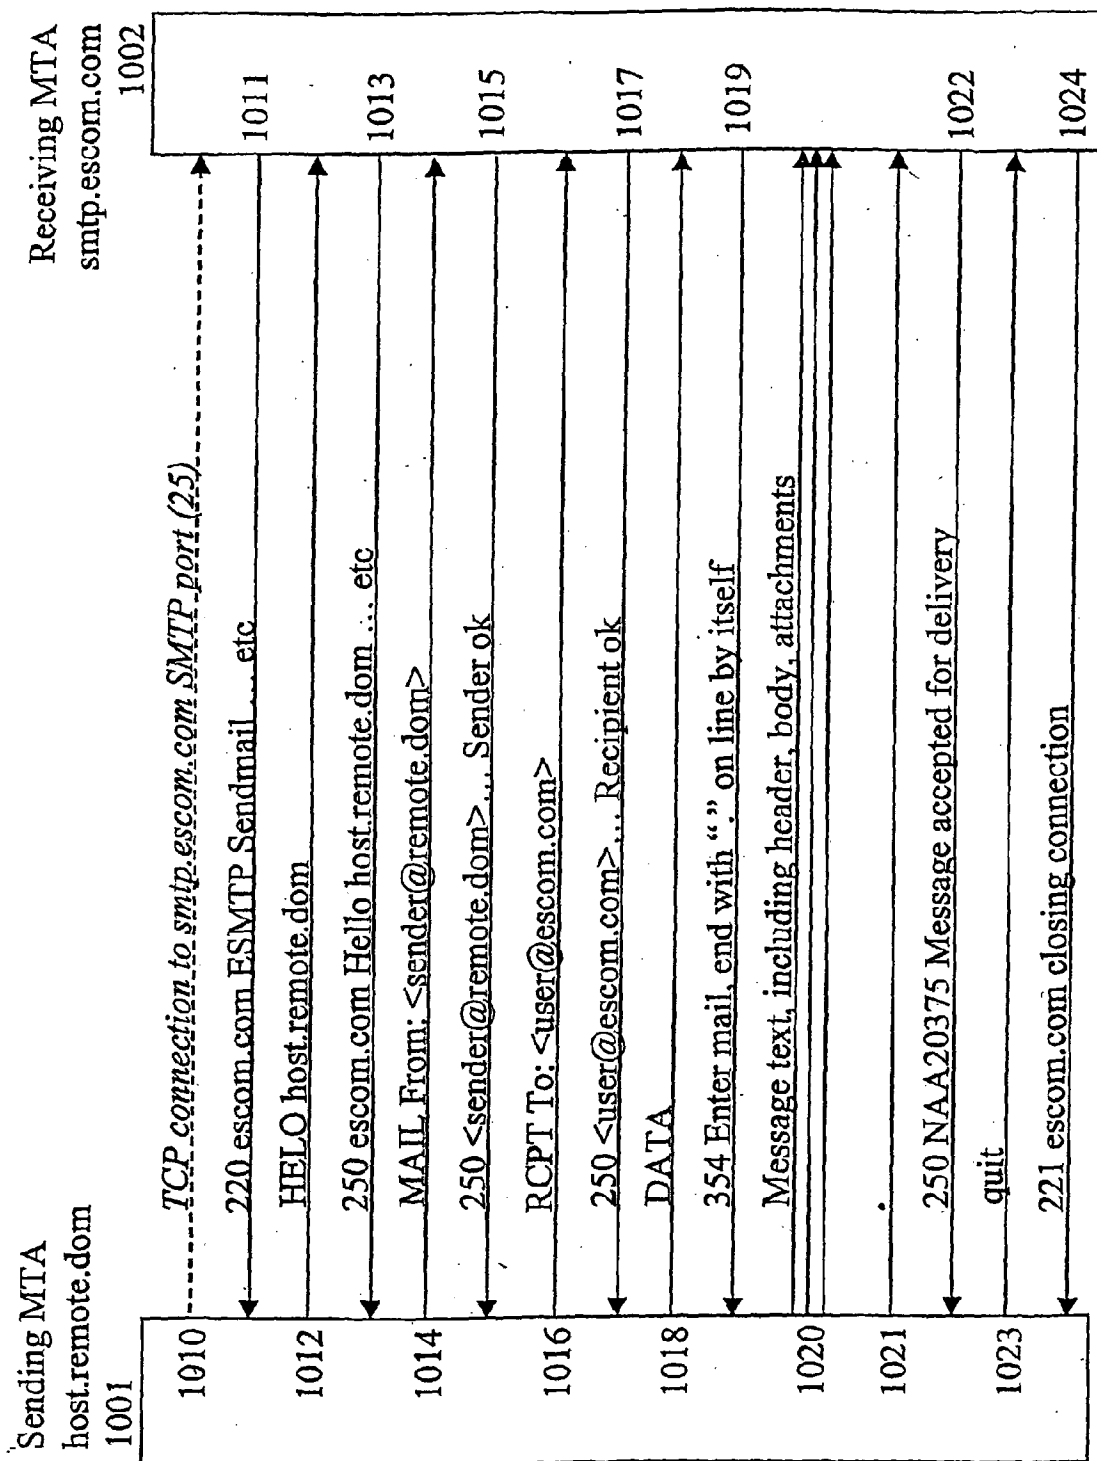 Sending MTA
host.remote.dom
1001
Receiving MTA
smtp.escom.com
1002
1010
TCP connection to smtp.escom.com SMTP port (25)
220 escom.com ESMTP Sendmail ... etc
1011
1012
HELO host.remote.dom
250 escom.com Hello host.remote.dom ... etc
1013
1014
MAIL From: <sender@remote.dom>
250 <sender@remote.dom>... Sender ok
1015
1016
RCPT To: <user@escom.com>
250 <user@escom.com>... Recipient ok
1017
1018
DATA
354 Enter mail, end with “.” on line by itself
1019
1020
Message text, including header, body, attachments
1021
.
250 NAA20375 Message accepted for delivery
1022
1023
quit
221 escom.com closing connection
1024